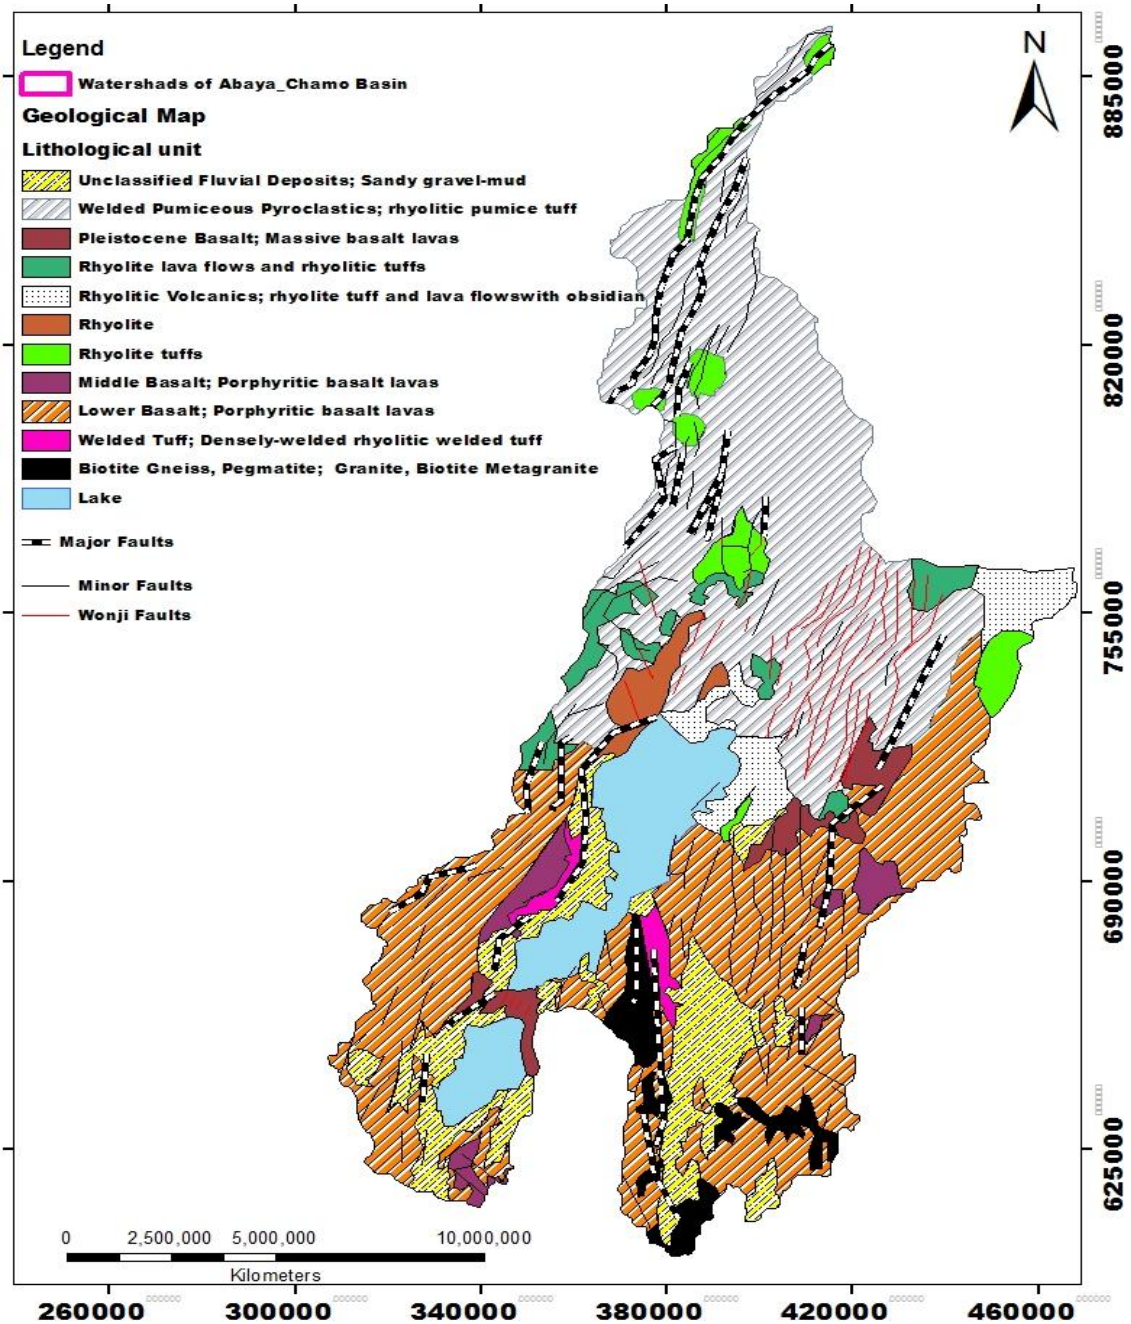 Legend
Watershads of Abaya_Chamo Basin
Geological Map
Lithological unit
Unclassified Fluvial Deposits; Sandy gravel-mud
Welded Pumiceous Pyroclastics; rhyolitic pumice tuff
Pleistocene Basalt; Massive basalt lavas
Rhyolite lava flows and rhyolitic tuffs
Rhyolitic Volcanics; rhyolite tuff and lava flowswith obsidian
Rhyolite
Rhyolite tuffs
Middle Basalt; Porphyritic basalt lavas
Lower Basalt; Porphyritic basalt lavas
Welded Tuff; Densely-welded rhyolitic welded tuff
Biotite Gneiss, Pegmatite; Granite, Biotite Metagranite
Lake
Major Faults
Minor Faults
Wonji Faults
N
885000
820000
755000
690000
625000
0 2,500,000 5,000,000 10,000,000
Kilometers
260000 300000 340000 380000 420000 460000